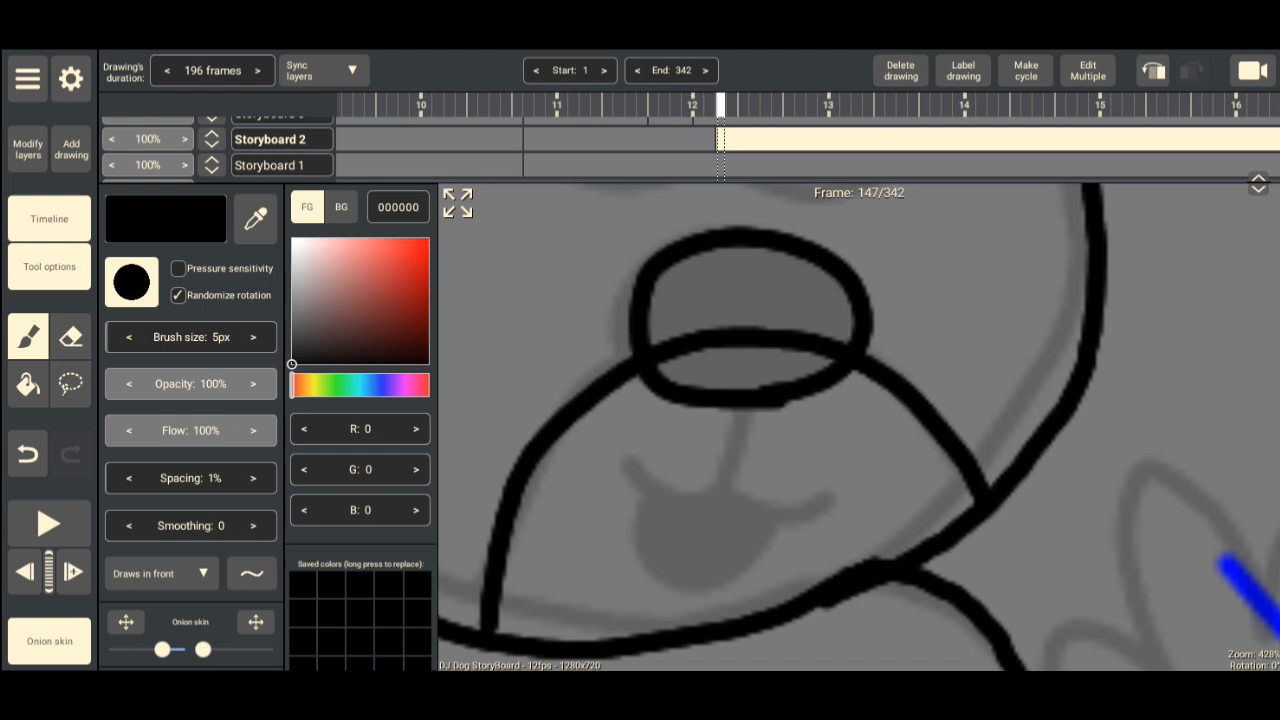 Drawing's
duration:
< 196 frames >
Sync
layers
< Start: 1 >
< End: 342 >
Delete
drawing
Label
drawing
Make
cycle
Edit
Multiple
10 11 12 13 14 15 16
Modify
layers
Add
drawing
< 100% > Storyboard 2
< 100% > Storyboard 1
Timeline
Tool options
FG BG 000000
Frame: 147/342
Pressure sensitivity
Randomize rotation
< Brush size: 5px >
< Opacity: 100% >
< Flow: 100% >
< Spacing: 1% >
< Smoothing: 0 >
Draws in front
Onion skin
< R: 0 >
< G: 0 >
< B: 0 >
Saved colors (long press to replace):
Onion skin
DJ Dog StoryBoard - 12fps - 1280x720
Zoom: 428%
Rotation: 0°